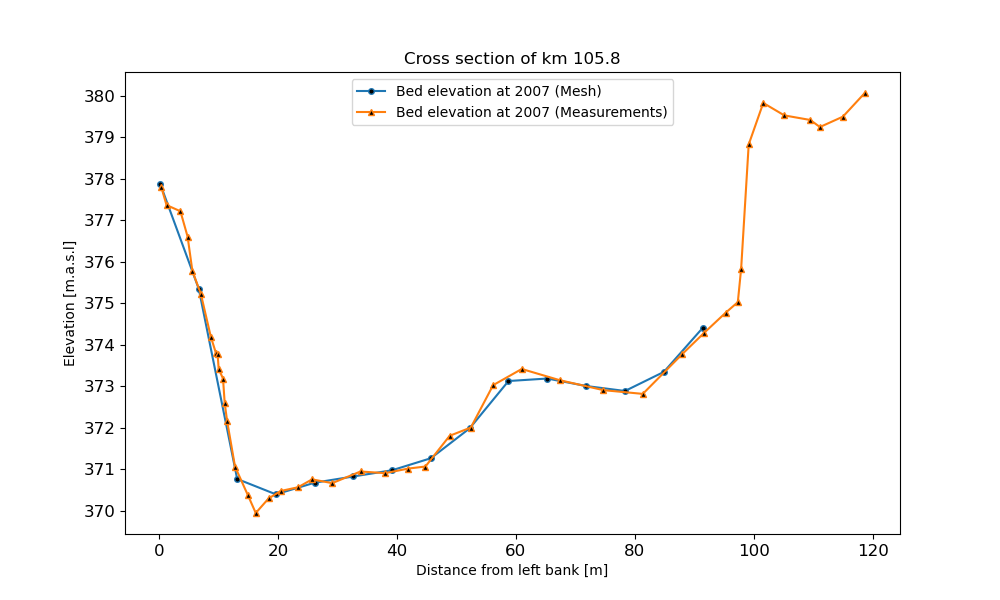 Cross section of km 105.8
Bed elevation at 2007 (Mesh)
Bed elevation at 2007 (Measurements)
Elevation [m.a.s.l]
380
379
378
377
376
375
374
373
372
371
370
0 20 40 60 80 100 120
Distance from left bank [m]